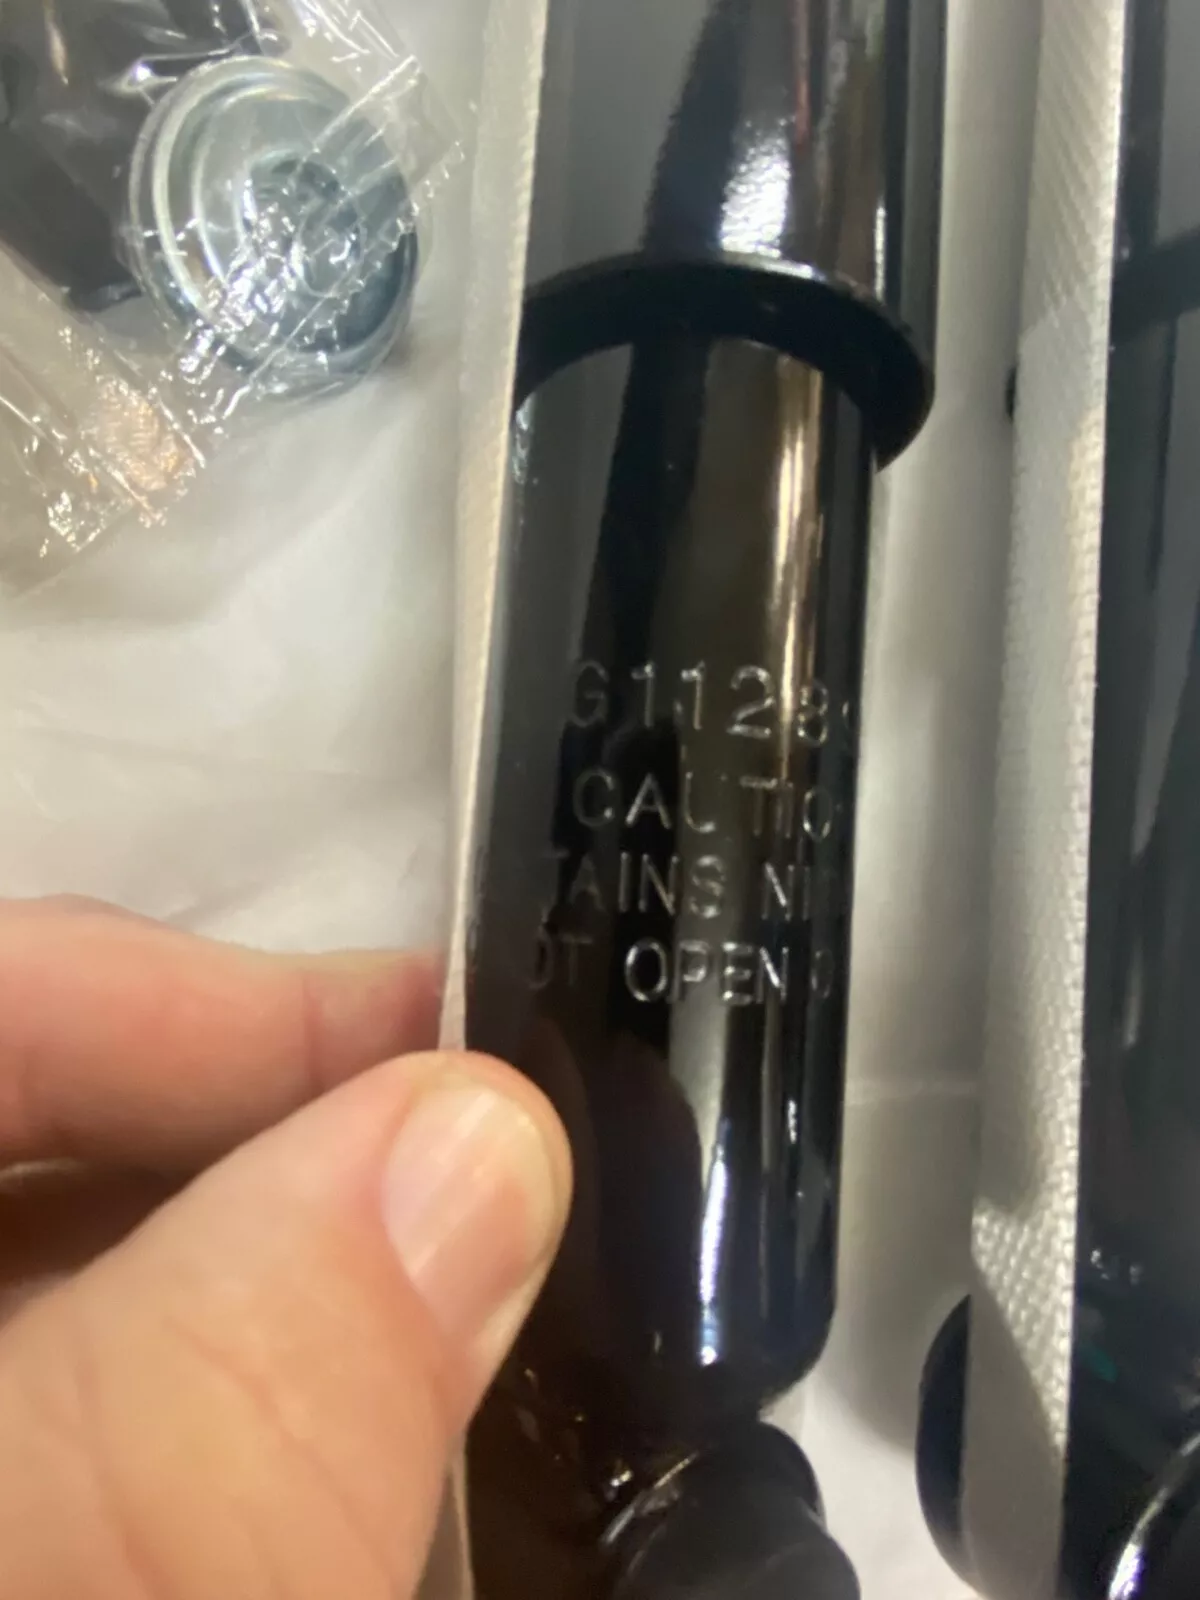 G1128
CAUTIO
TAINS NI
OT OPEN O